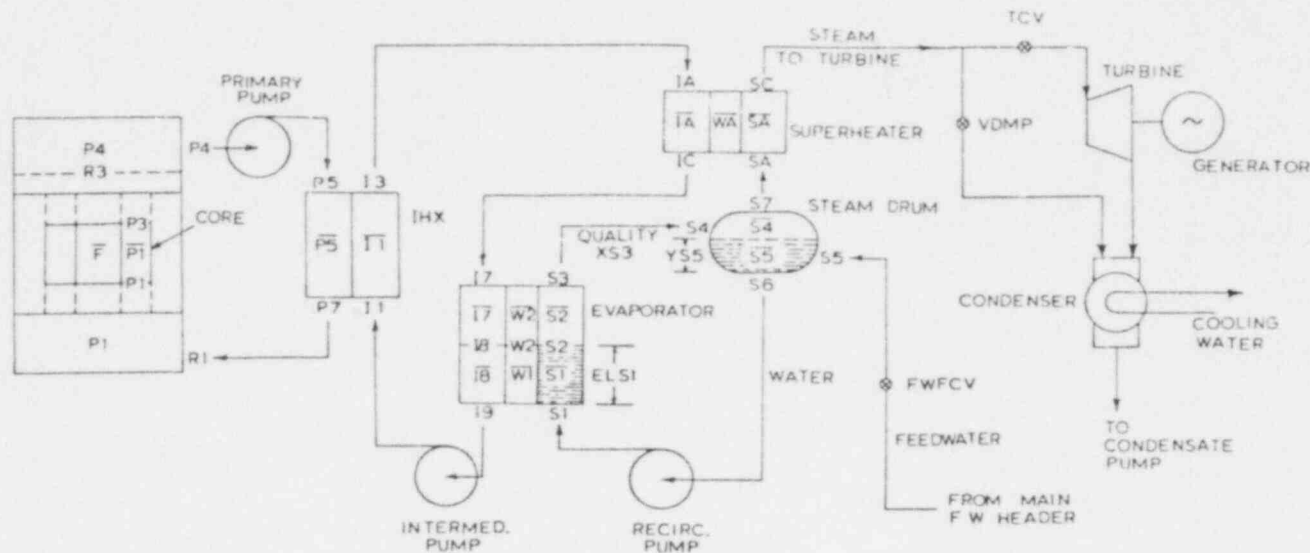 TCV
STEAM
TO TURBINE
TURBINE
PRIMARY
PUMP
IA SC
IA WA SA
SUPERHEATER
VDMP
~
GENERATOR
P4
P4
R3
IC SA
P5 I3
CORE
IHX
S7
STEAM DRUM
P3
F
P1
P1
P5
I1
S4
QUALITY
XS3
YS5
S4
S5
S5
S6
I7 S3
EVAPORATOR
CONDENSER
COOLING
WATER
P7 I1
I7 W2 S2
I8 W2 S2
I8 W1 S1
ELSI
P1
R1
WATER
FWFCV
I9 S1
FEEDWATER
TO
CONDENSATE
PUMP
INTERMED.
PUMP
RECIRC.
PUMP
FROM MAIN
FW HEADER